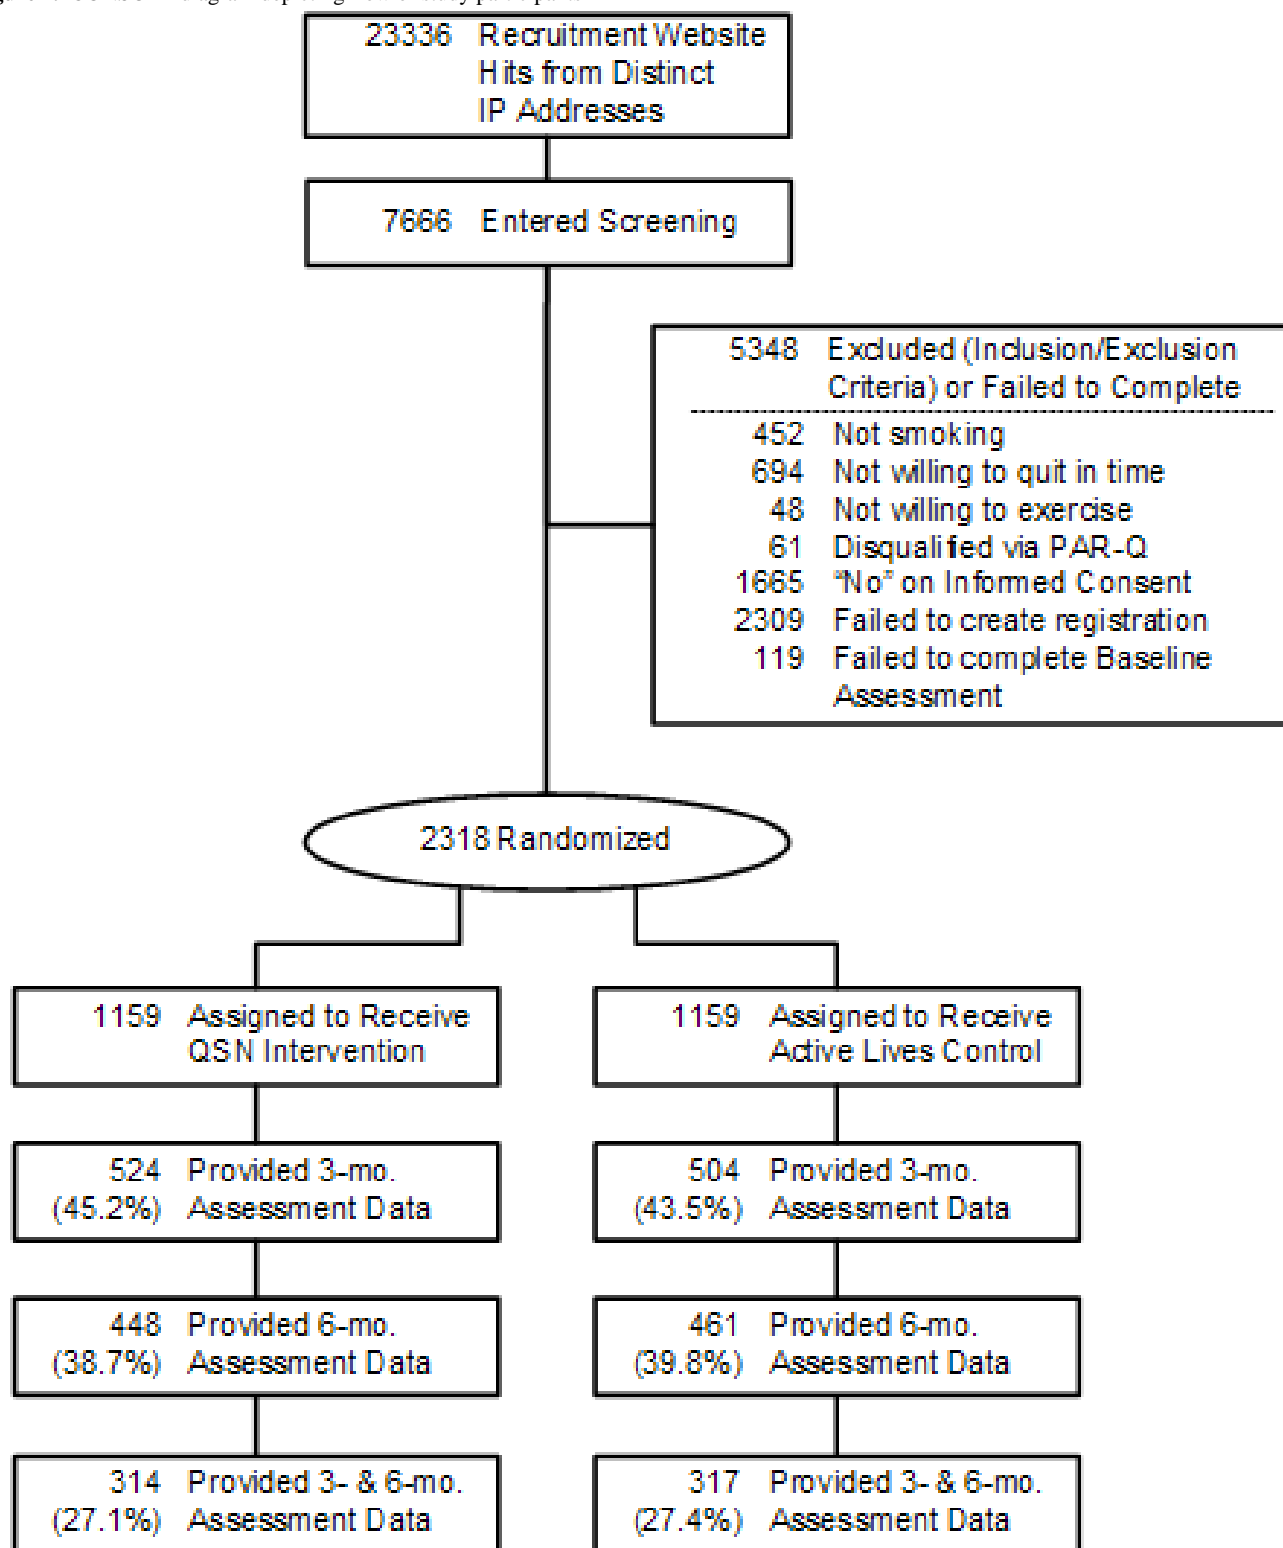 23336 Recruitment Website
Hits from Distinct
IP Addresses
7666 Entered Screening
5348 Excluded (Inclusion/Exclusion
Criteria) or Failed to Complete
452 Not smoking
694 Not willing to quit in time
48 Not willing to exercise
61 Disqualified via PAR-Q
1665 "No" on Informed Consent
2309 Failed to create registration
119 Failed to complete Baseline
Assessment
2318 Randomized
1159 Assigned to Receive
QSN Intervention
524 Provided 3-mo.
(45.2%) Assessment Data
448 Provided 6-mo.
(38.7%) Assessment Data
314 Provided 3- & 6-mo.
(27.1%) Assessment Data
1159 Assigned to Receive
Active Lives Control
504 Provided 3-mo.
(43.5%) Assessment Data
461 Provided 6-mo.
(39.8%) Assessment Data
317 Provided 3- & 6-mo.
(27.4%) Assessment Data